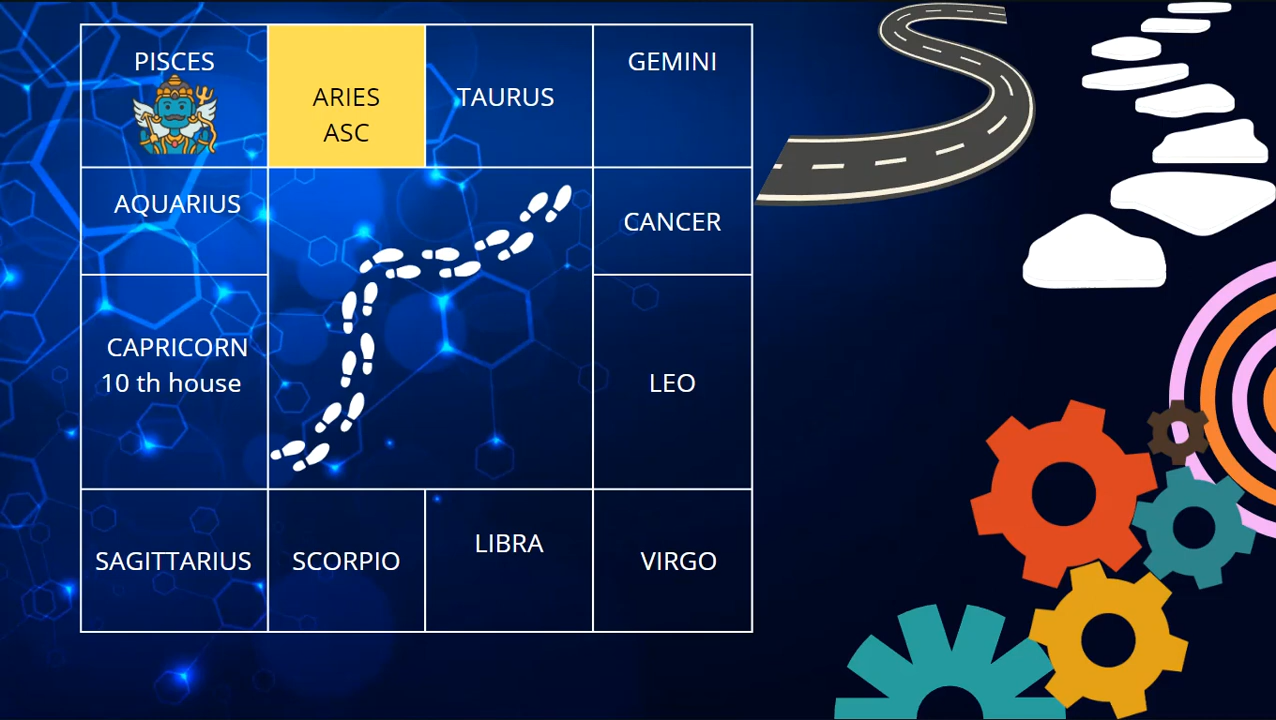 PISCES
ARIES
ASC
TAURUS
GEMINI
AQUARIUS
CANCER
CAPRICORN
10 th house
LEO
SAGITTARIUS
SCORPIO
LIBRA
VIRGO